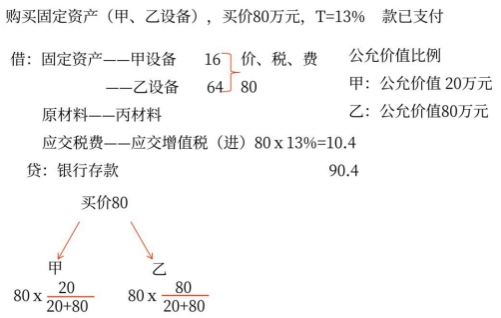 购买固定资产（甲、乙设备），买价80万元，T=13% 款已支付
借：固定资产——甲设备 16 价、税、费 公允价值比例
——乙设备 64 80 甲：公允价值 20万元
原材料——丙材料 乙：公允价值80万元
应交税费——应交增值税（进）80 x 13%=10.4
贷：银行存款 90.4
买价80
甲 乙
80 x 20/20+80 80 x 80/20+80